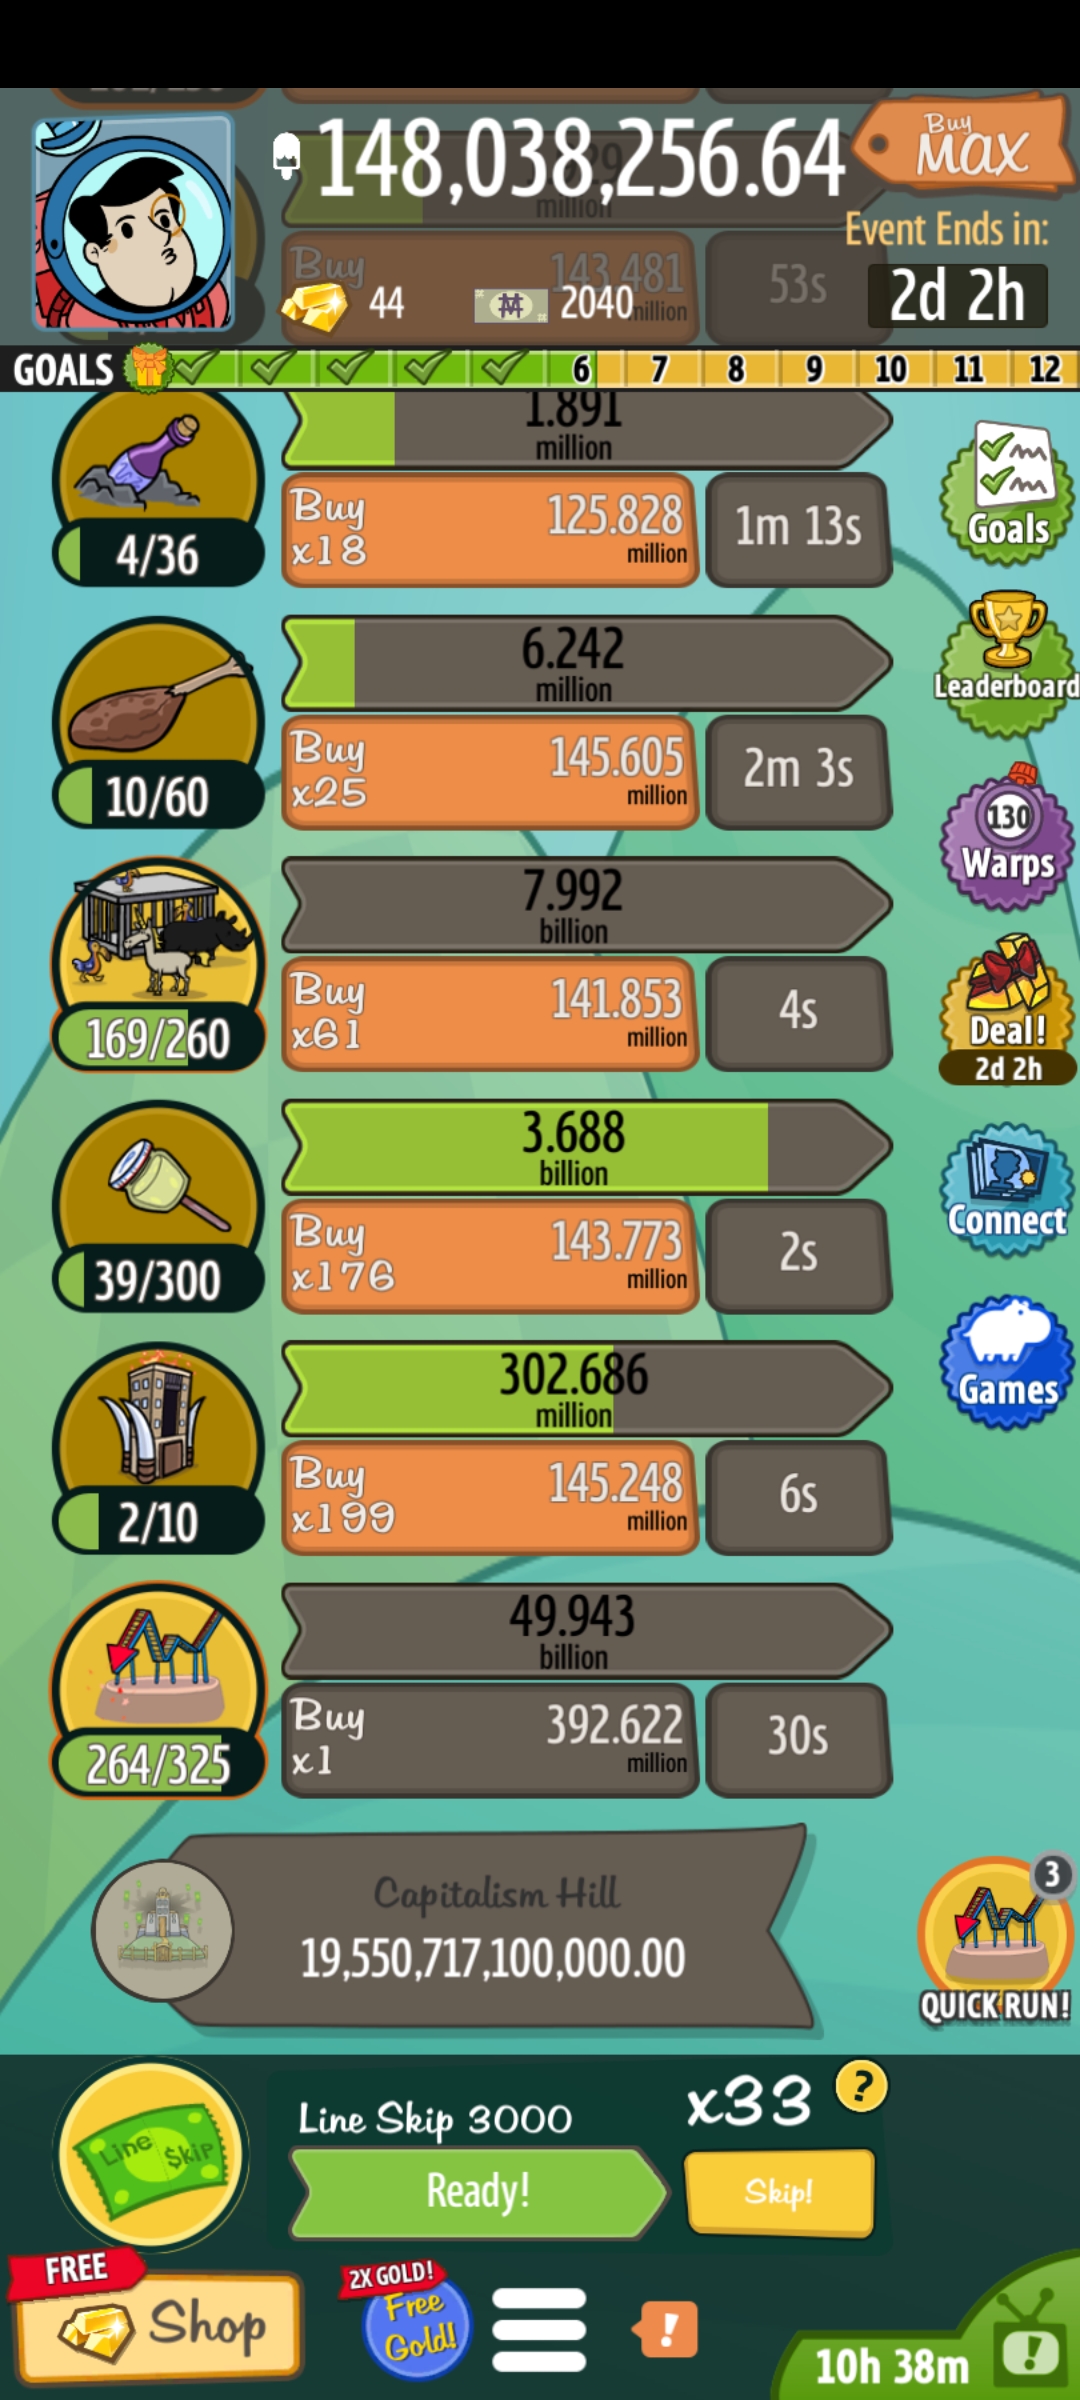 148,038,256.64
Buy
MAX
million
Event Ends in:
Buy
143.481
million
53s
44
2040
2d 2h
GOALS
6
7
8
9
10
11
12
1.891
million
Buy
x18
125.828
million
1m 13s
4/36
Goals
6.242
million
Leaderboard
Buy
x25
145.605
million
2m 3s
10/60
130
Warps
7.992
billion
Buy
x61
141.853
million
4s
169/260
Deal!
2d 2h
3.688
billion
Buy
x176
143.773
million
2s
39/300
Connect
302.686
million
Games
Buy
x199
145.248
million
6s
2/10
49.943
billion
Buy
x1
392.622
million
30s
264/325
Capitalism Hill
19,550,717,100,000.00
3
QUICK RUN!
Line $kip
Line Skip 3000
x33
?
Ready!
Skip!
FREE
Shop
2X GOLD!
Free
Gold!
!
10h 38m
!